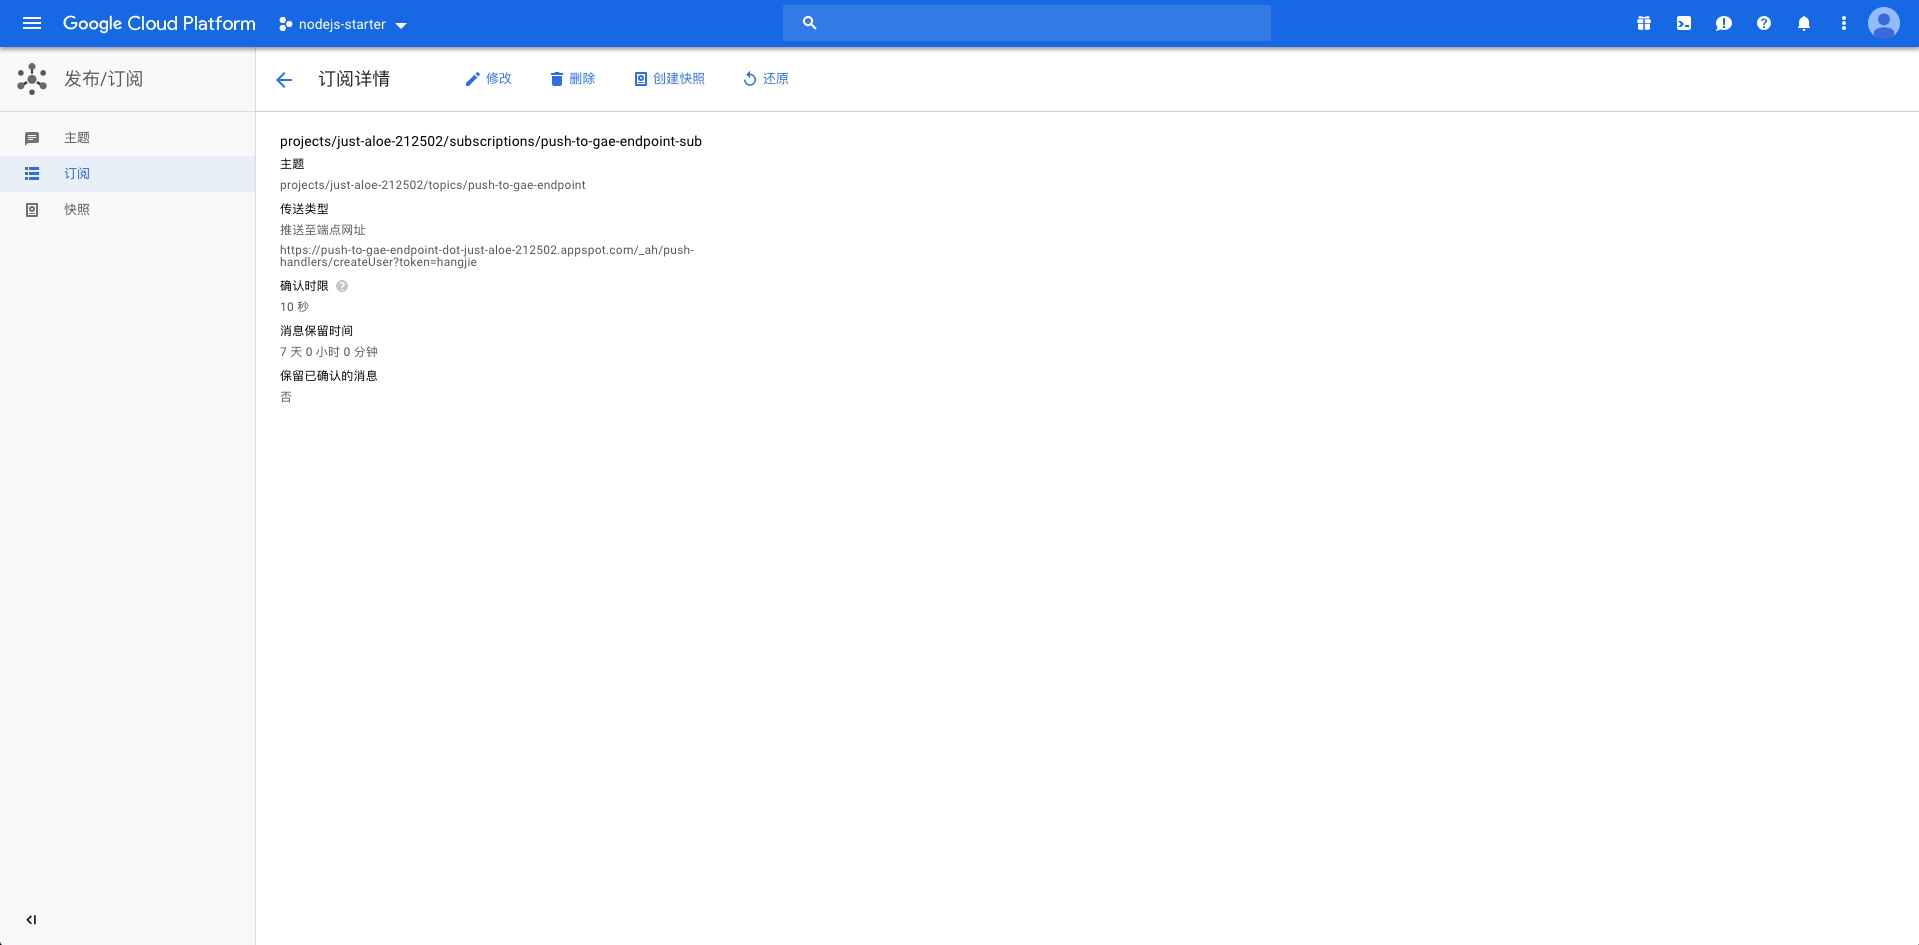 Google Cloud Platform
nodejs-starter
发布/订阅
订阅详情
修改
删除
创建快照
还原
主题
订阅
快照
projects/just-aloe-212502/subscriptions/push-to-gae-endpoint-sub
主题
projects/just-aloe-212502/topics/push-to-gae-endpoint
传送类型
推送至端点网址
https://push-to-gae-endpoint-dot-just-aloe-212502.appspot.com/_ah/push-
handlers/createUser?token=hangjie
确认时限
10 秒
消息保留时间
7 天 0 小时 0 分钟
保留已确认的消息
否